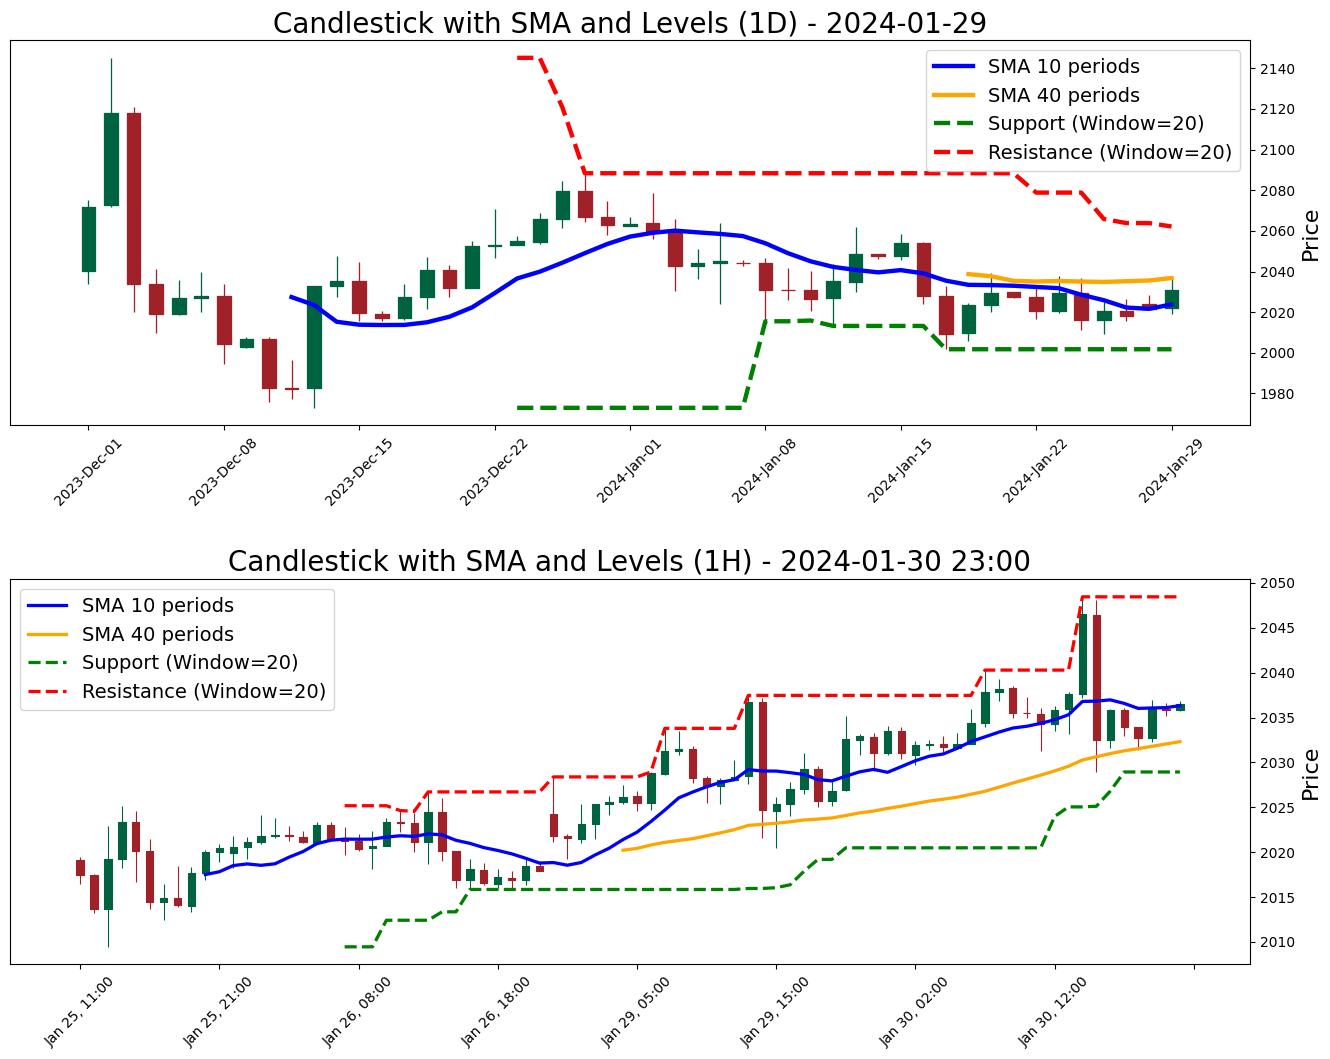 Candlestick with SMA and Levels (1D) - 2024-01-29
SMA 10 periods
SMA 40 periods
Support (Window=20)
Resistance (Window=20)
2140
2120
2100
2080
2060
2040
2020
2000
1980
Price
2023-Dec-01
2023-Dec-08
2023-Dec-15
2023-Dec-22
2024-Jan-01
2024-Jan-08
2024-Jan-15
2024-Jan-22
2024-Jan-29
Candlestick with SMA and Levels (1H) - 2024-01-30 23:00
SMA 10 periods
SMA 40 periods
Support (Window=20)
Resistance (Window=20)
2050
2045
2040
2035
2030
2025
2020
2015
2010
Price
Jan 25, 11:00
Jan 25, 21:00
Jan 26, 08:00
Jan 26, 18:00
Jan 29, 05:00
Jan 29, 15:00
Jan 30, 02:00
Jan 30, 12:00